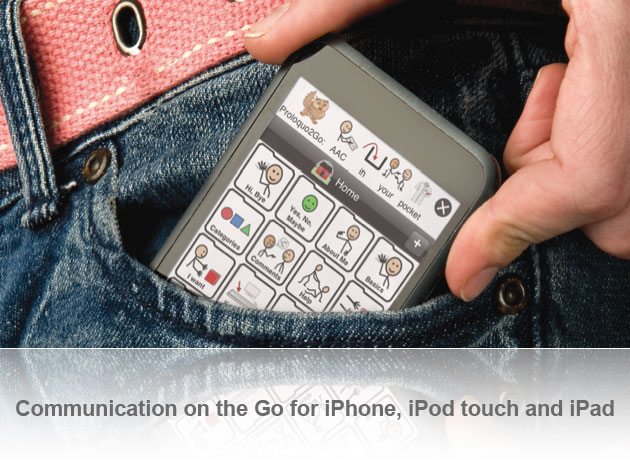 Proloquo2Go: AAC in your pocket
Home
Hi, Bye
Yes, No, Maybe
About Me
Basics
Categories
Comments
Help
I want
Communication on the Go for iPhone, iPod touch and iPad